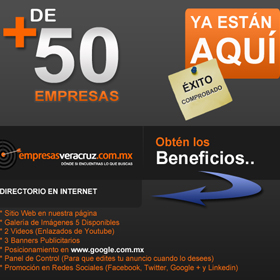 + DE
50
EMPRESAS
YA ESTÁN
AQUÍ
ÉXITO
COMPROBADO
empresasveracruz.com.mx
DONDE SI ENCUENTRAS LO QUE BUSCAS
Obtén los
Beneficios..
DIRECTORIO EN INTERNET
* Sitio Web en nuestra página
* Galería de Imágenes 5 Disponibles
* 2 Videos (Enlazados de Youtube)
* 3 Banners Publicitarios
* Posicionamiento en www.google.com.mx
* Panel de Control (Para que edites tu anuncio cuando lo desees)
* Promoción en Redes Sociales (Facebook, Twitter, Google + y Linkedin)